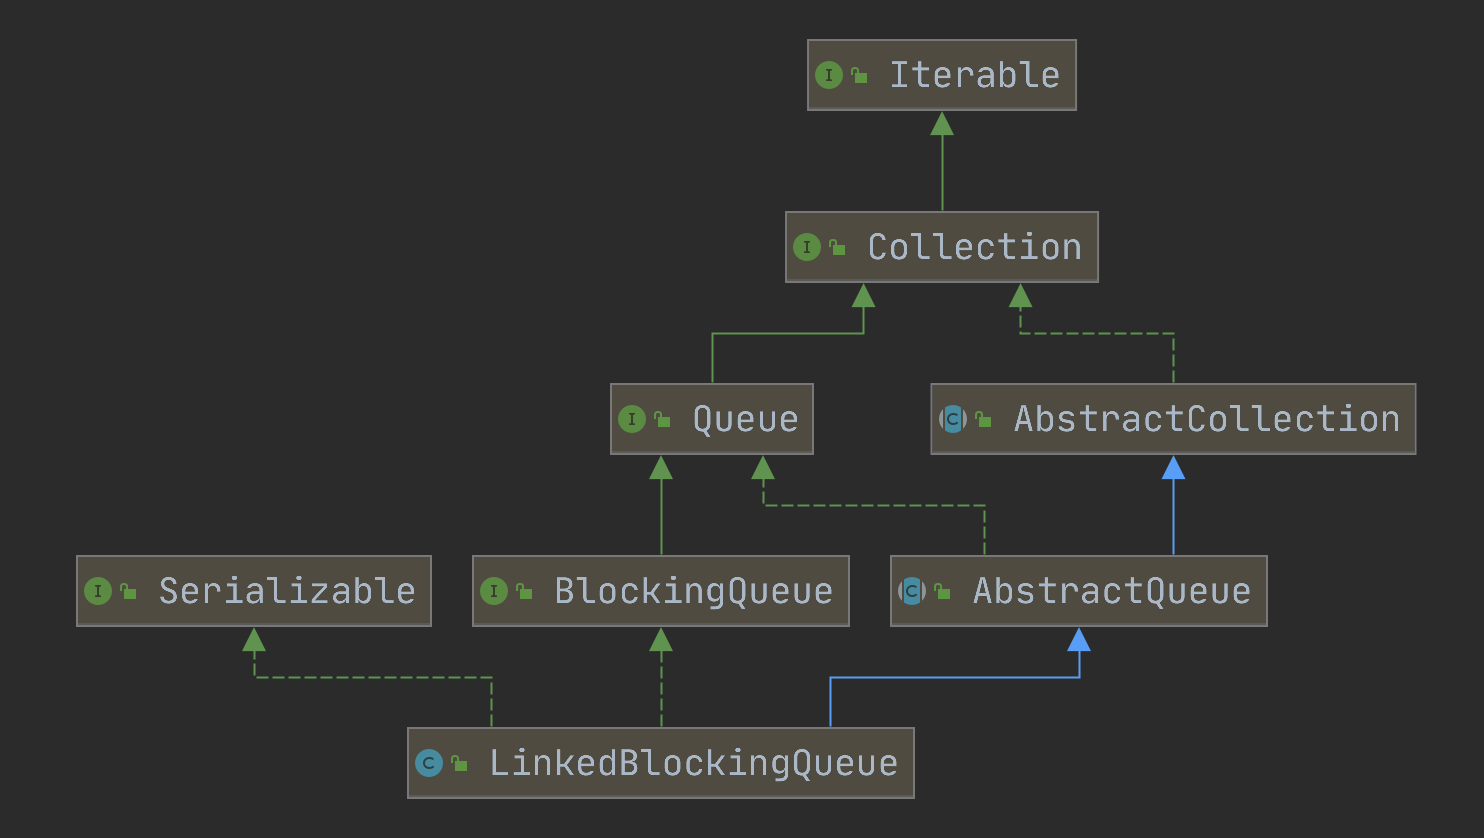 I Iterable
I Collection
I Queue
C AbstractCollection
I Serializable
I BlockingQueue
C AbstractQueue
C LinkedBlockingQueue